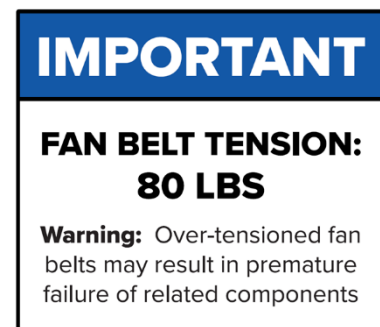 IMPORTANT
FAN BELT TENSION:
80 LBS
Warning: Over-tensioned fan
belts may result in premature
failure of related components